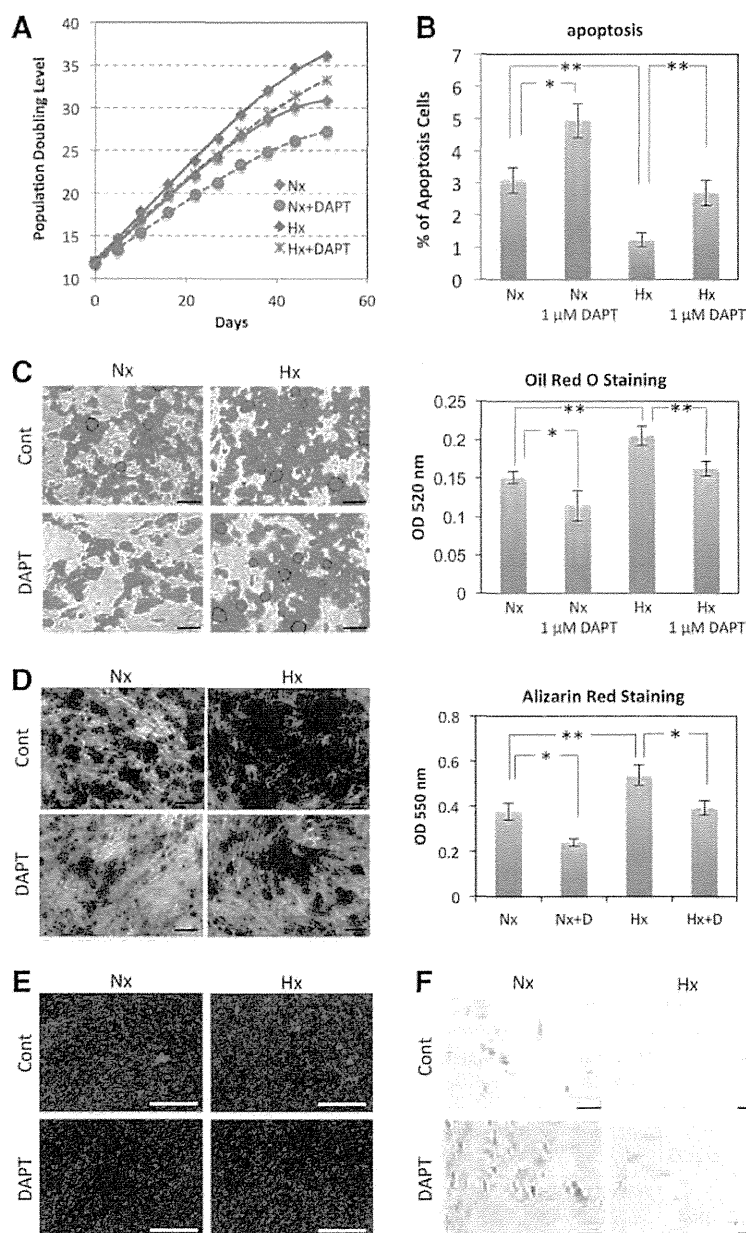 A
Population Doubling Level
40
35
30
25
20
15
10
0
20
40
60
Days
Nx
Nx+DAPT
Hx
Hx+DAPT
B
apoptosis
% of Apoptosis Cells
7
6
5
4
3
2
1
0
**
*
**
Nx
Nx
1 μM DAPT
Hx
Hx
1 μM DAPT
C
Nx
Hx
Cont
DAPT
Oil Red O Staining
OD 520 nm
0.25
0.2
0.15
0.1
0.05
0
**
*
**
Nx
Nx
1 μM DAPT
Hx
Hx
1 μM DAPT
D
Nx
Hx
Cont
DAPT
Alizarin Red Staining
OD 550 nm
0.8
0.6
0.4
0.2
0
**
*
*
Nx
Nx+D
Hx
Hx+D
E
Nx
Hx
Cont
DAPT
F
Nx
Hx
Cont
DAPT